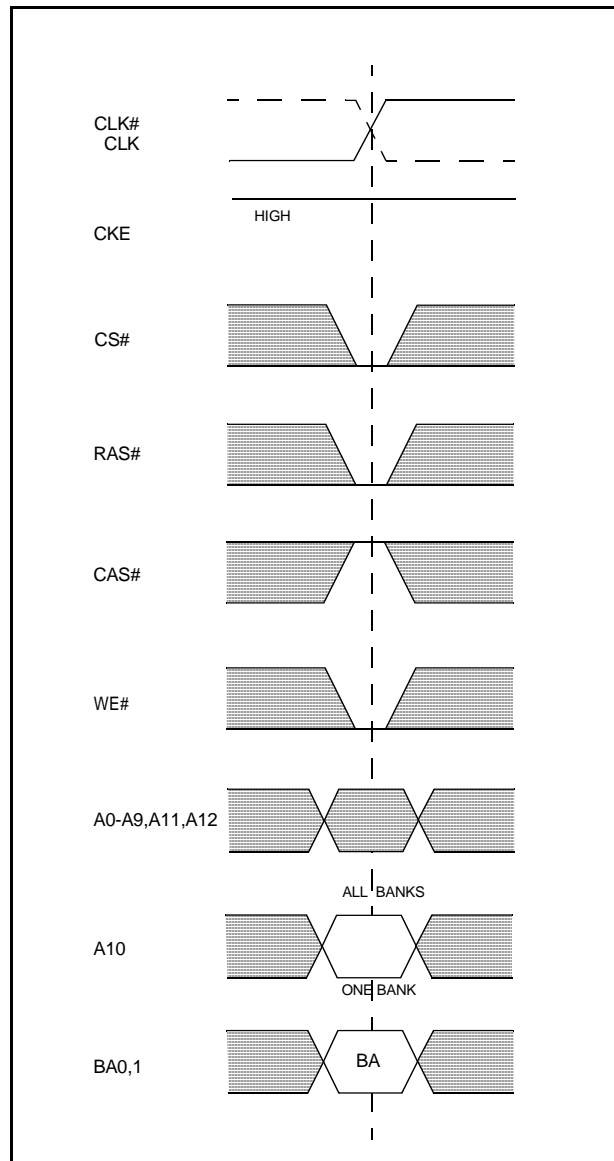 CLK#
CLK
HIGH
CKE
CS#
RAS#
CAS#
WE#
A0-A9,A11,A12
ALL BANKS
A10
ONE BANK
BA0,1
BA